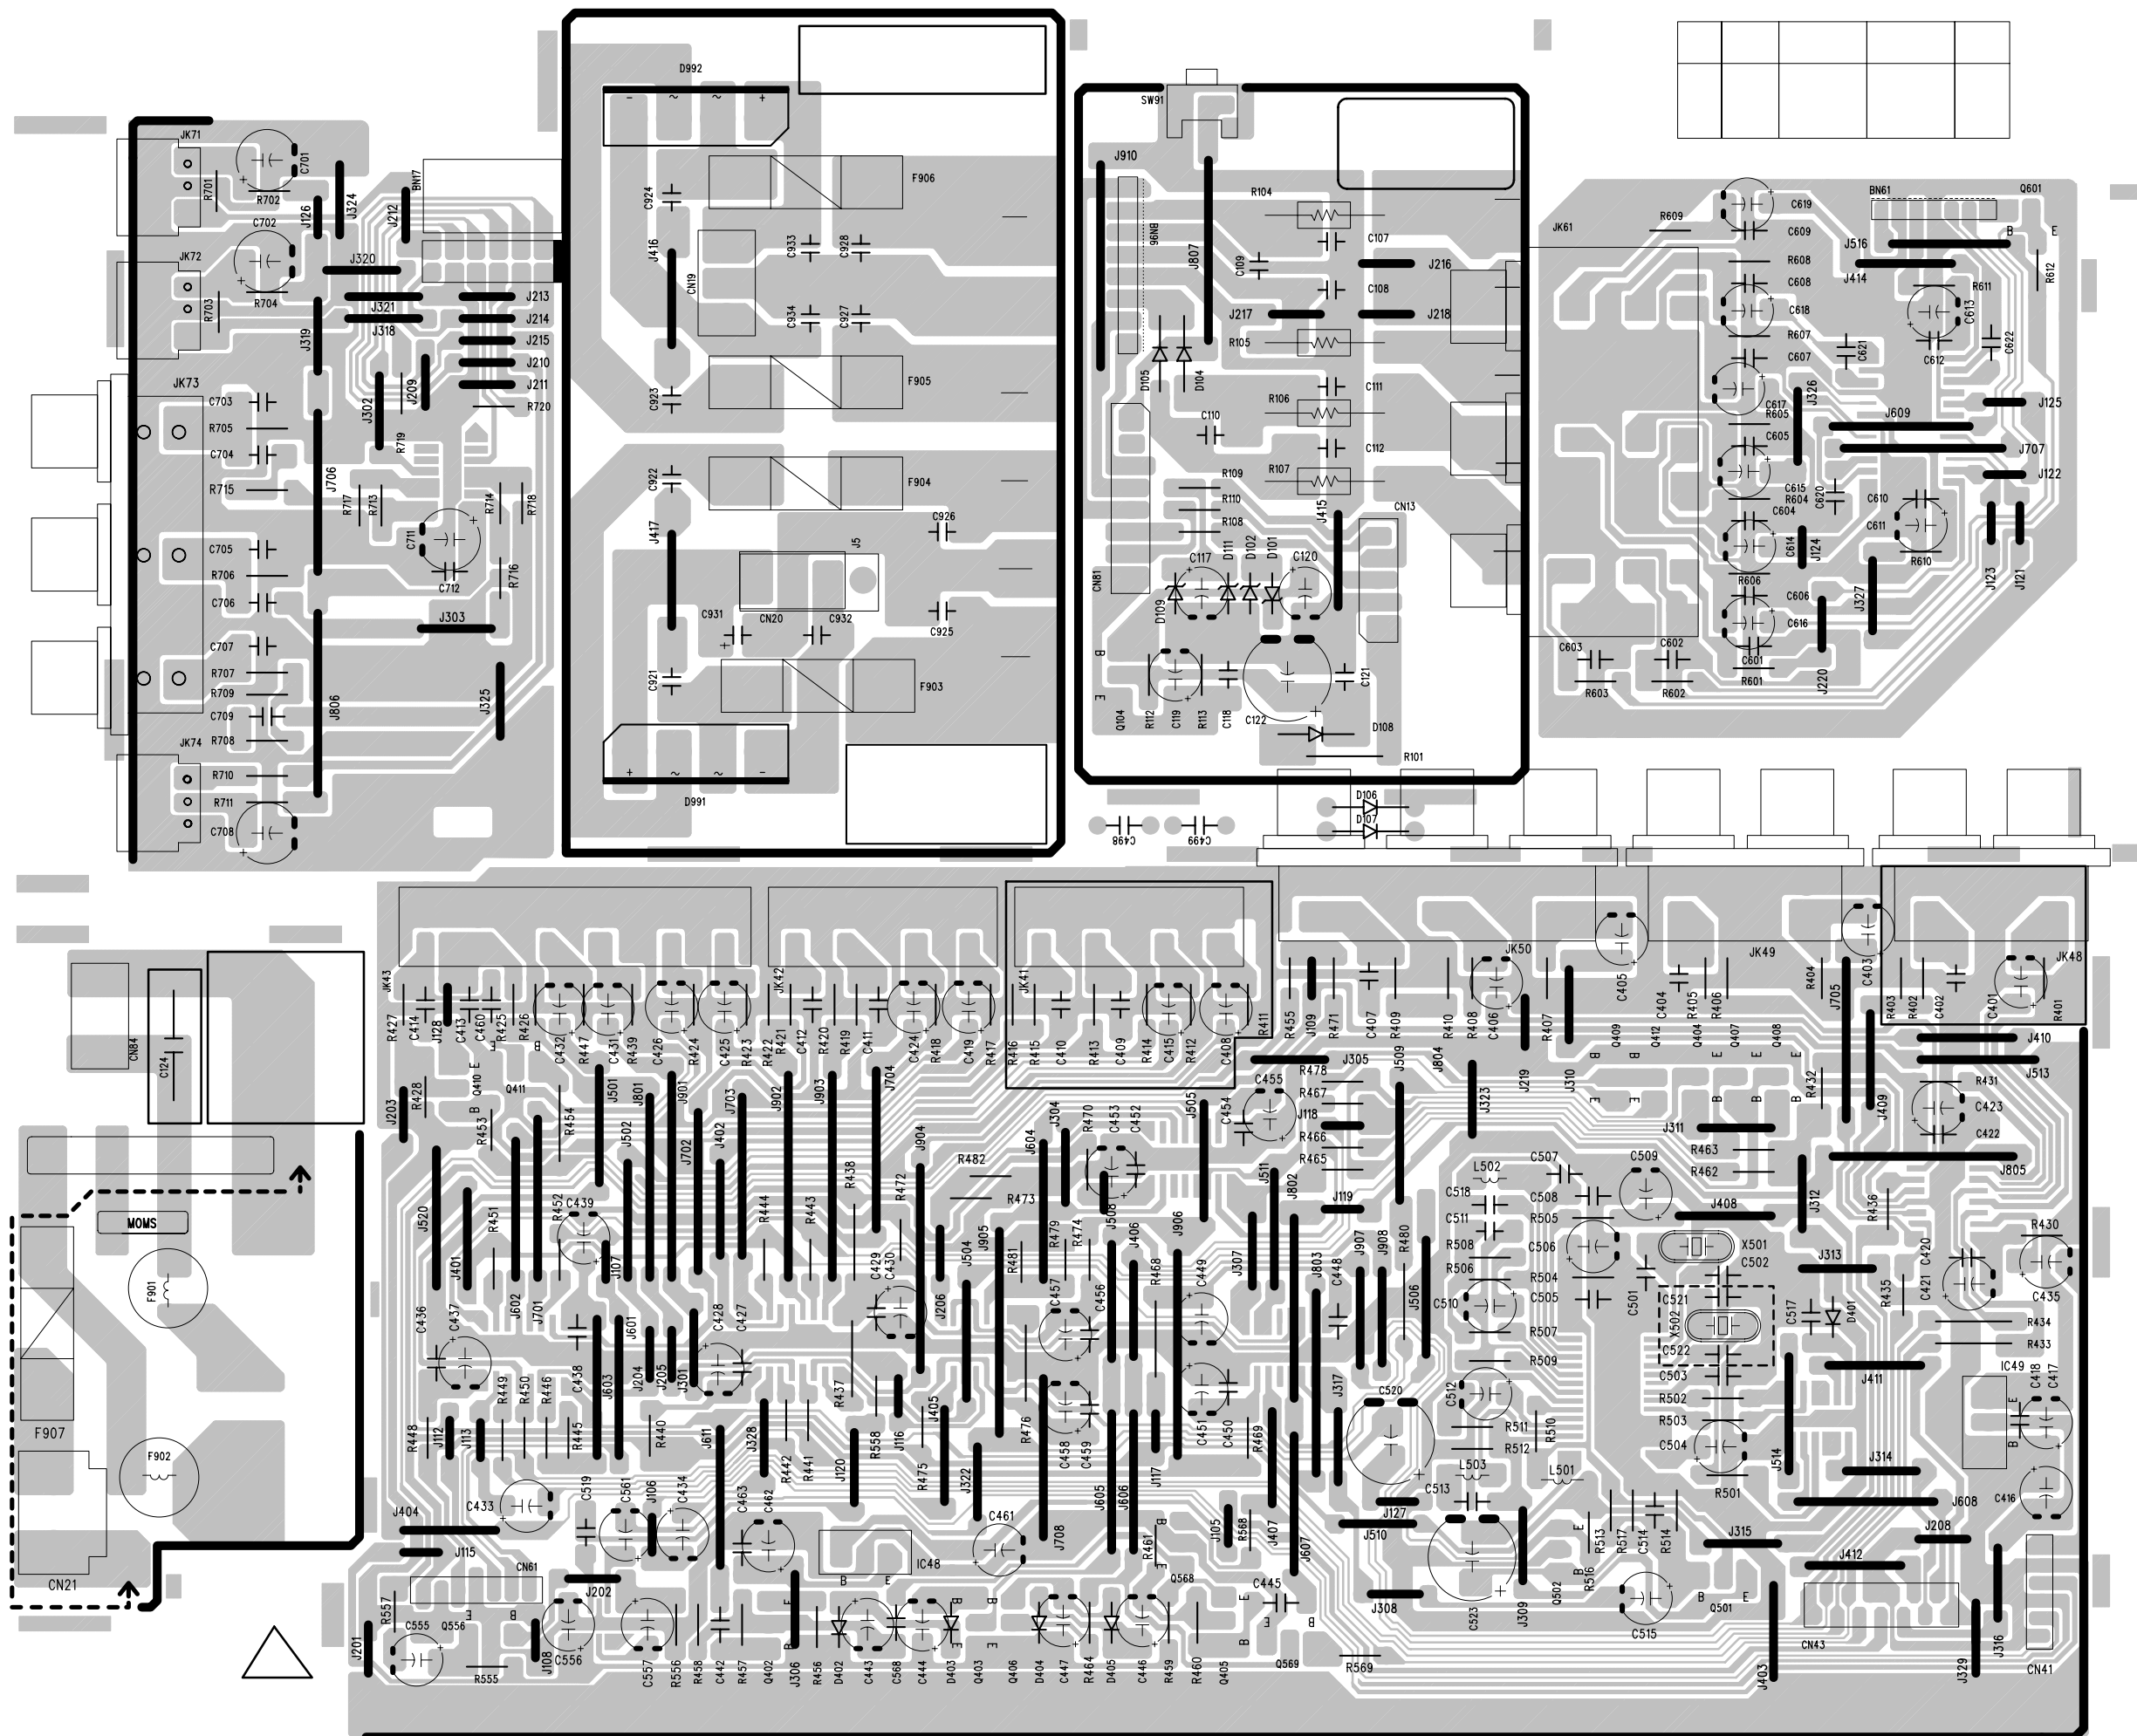 JK71
C701
R701
R702
J126
J324
J212
BN17
C702
JK72
R703
R704
J320
J321
J318
J319
J213
J214
J215
J210
J211
R720
J209
J302
R719
JK73
C703
R705
C704
R715
J706
R717
R713
R714
R718
C711
C712
R716
C705
R706
C706
J303
C707
R707
R709
C709
R708
J806
J325
JK74
R710
R711
C708
D992
- ~ ~ +
C924
F906
J416
CN19
C933
C928
C934
C927
C923
F905
C922
F904
J417
C926
J5
C931
CN20
C932
C925
C921
F903
+ ~ ~ -
D991
SW91
J910
BN96
J807
R104
C107
C109
J216
C108
J217
J218
R105
D105
D104
C111
R106
C110
C112
R109
R107
R110
R108
J415
CN13
CN81
C117
D111
D102
D101
C120
D109
B
E
Q104
R112
C119
R113
C118
C122
C121
D108
R101
D106
D107
C498
C499
JK61
R609
C619
C609
BN61
Q601
B
E
J516
J414
R612
R608
C608
R611
C618
C613
R607
C607
C621
C612
C622
C617
R605
J326
J125
J609
C605
J707
C615
R604
C620
J122
C610
C604
C611
C614
J124
R610
R606
C606
J327
J123
J121
C616
C603
C602
C601
R601
R603
R602
J220
CN84
C124
MOMS
F901
F907
F902
CN21
JK43
JK42
JK41
JK50
JK49
JK48
R427
C414
J128
C413
C460
R425
R426
C432
R447
C431
R439
C426
R424
C425
R423
R422
R421
C412
R420
R419
C411
C424
R418
C419
R417
R416
R415
C410
R413
C409
R414
C415
R412
C408
R411
R455
J109
R471
C407
R409
R410
R408
C406
R407
C405
C404
R405
R406
R404
J705
C403
R403
R402
C402
C401
R401
J410
J513
J203
R428
Q410
E
B
Q411
E
B
R453
R454
J501
J502
J801
J901
J702
J402
J703
J902
J903
J704
R438
R472
J904
R482
R473
J604
J304
R470
C453
C452
J505
C454
C455
R478
R467
J118
R466
R465
J305
J509
J804
J323
J219
J310
Q409
Q412
Q404
Q407
Q408
B B E E E
E E B B B
R432
J409
R431
C423
C422
J805
J311
R463
R462
J408
J312
R436
R430
J520
J401
R451
R452
C439
J107
R444
R443
C429
C430
J206
J504
J905
R481
R479
R474
J508
J406
R468
J906
C449
J307
J511
J802
J803
C448
J119
J907
J908
R480
J506
L502
C518
C511
R508
R506
C510
R507
R509
C512
C507
C508
R505
C506
R504
C505
C501
C509
X501
C502
C521
X502
C522
C503
R502
R503
C504
R501
C517
D401
J313
R435
C420
C421
C435
R434
R433
J411
IC49
C418
C417
E
B
C416
C436
C437
J602
J701
C438
J601
J603
J204
J205
J301
C428
C427
R437
R558
J116
J405
R476
C457
C456
C458
C459
C451
C450
R469
J317
C520
R448
J112
J113
R449
R450
R446
R445
R440
J611
J328
R442
R441
J120
R475
J322
J605
J606
J117
J407
J607
R511
R512
R510
L503
L501
C513
J514
J314
J608
J208
J404
J115
C433
C519
C561
J106
C434
C463
C462
C461
IC48
B
E
J708
R461
B
E
J105
R568
J127
J510
J308
J309
C523
Q502
E
B
R516
R513
R517
C514
R514
C515
J315
J412
B
E
Q501
J403
CN43
J329
J316
CN41
J201
R557
C555
Q556
E
B
R555
CN61
J202
J108
C556
C557
R556
R458
C442
R457
Q402
E
B
J306
R456
D402
C443
C568
C444
D403
E
B
Q403
Q406
D404
C447
R464
D405
C446
R459
R460
Q405
Q568
E
B
C445
E
B
Q569
R569